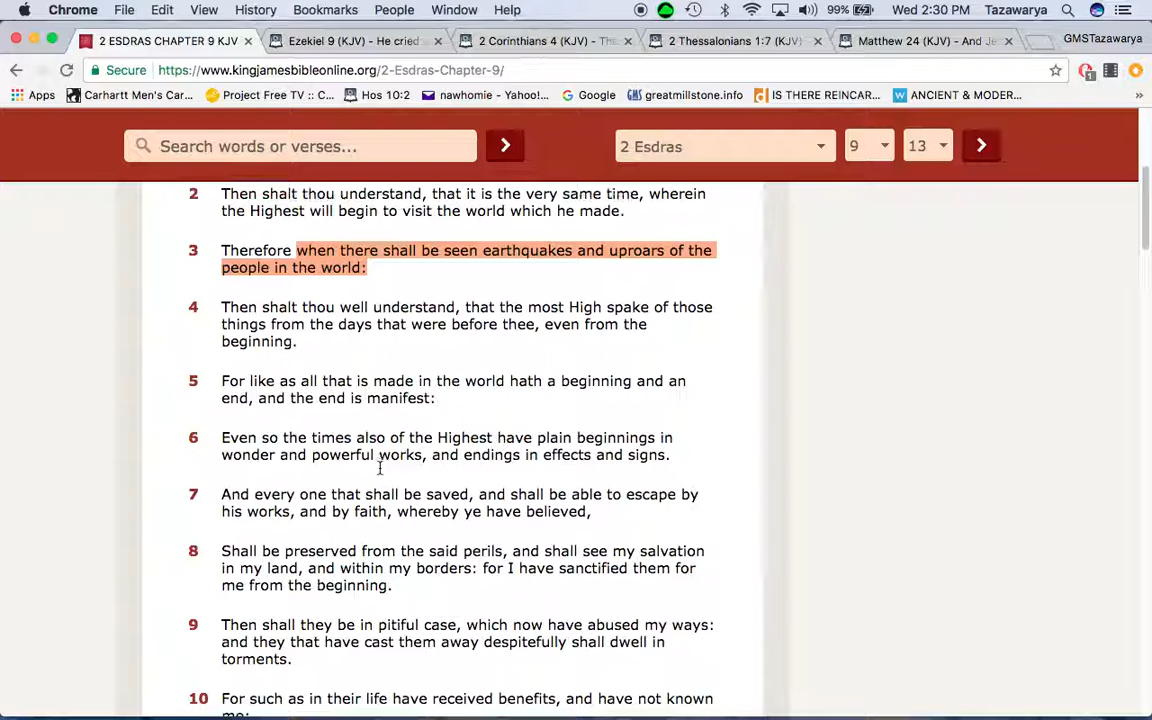 Chrome File Edit View History Bookmarks People Window Help 99% Wed 2:30 PM Tazawarya
2 ESDRAS CHAPTER 9 KJV Ezekiel 9 (KJV) - He cried 2 Corinthians 4 (KJV) - The 2 Thessalonians 1:7 (KJV) Matthew 24 (KJV) - And Je GMSTazawarya
Secure https://www.kingjamesbibleonline.org/2-Esdras-Chapter-9/
Apps Carhartt Men's Car... Project Free TV :: C... Hos 10:2 nawhomie - Yahoo!... Google GMS greatmillstone.info IS THERE REINCAR... W ANCIENT & MODER... »
Search words or verses... 2 Esdras 9 13
2 Then shalt thou understand, that it is the very same time, wherein
the Highest will begin to visit the world which he made.
3 Therefore when there shall be seen earthquakes and uproars of the
people in the world:
4 Then shalt thou well understand, that the most High spake of those
things from the days that were before thee, even from the
beginning.
5 For like as all that is made in the world hath a beginning and an
end, and the end is manifest:
6 Even so the times also of the Highest have plain beginnings in
wonder and powerful works, and endings in effects and signs.
7 And every one that shall be saved, and shall be able to escape by
his works, and by faith, whereby ye have believed,
8 Shall be preserved from the said perils, and shall see my salvation
in my land, and within my borders: for I have sanctified them for
me from the beginning.
9 Then shall they be in pitiful case, which now have abused my ways:
and they that have cast them away despitefully shall dwell in
torments.
10 For such as in their life have received benefits, and have not known
me: